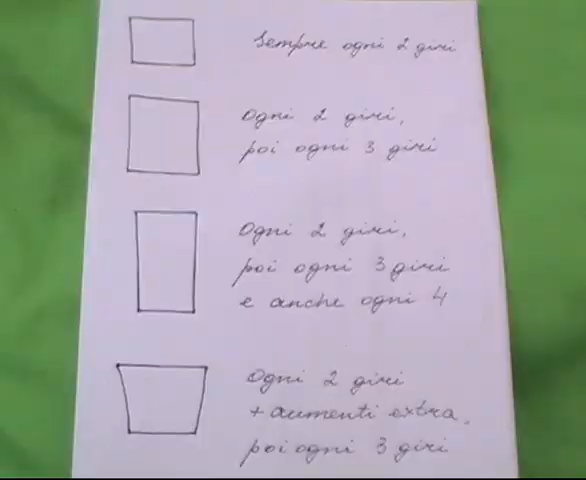 Sempre ogni 2 giri
Ogni 2 giri,
poi ogni 3 giri
Ogni 2 giri,
poi ogni 3 giri
e anche ogni 4
Ogni 2 giri
+ aumenti extra,
poi ogni 3 giri